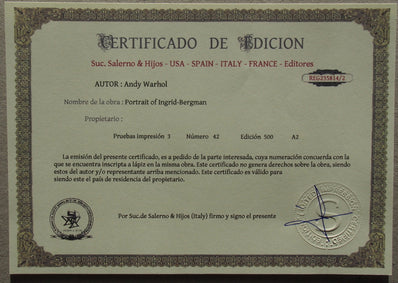 CERTIFICADO DE EDICION
Suc. Salerno & Hijos - USA - SPAIN - ITALY - FRANCE - Editores
REG255814/2
AUTOR : Andy Warhol
Nombre de la obra : Portrait of Ingrid-Bergman
Propietario :
Pruebas impresión 3 Número 42 Edición 500 A2
La emisión del presente certificado, es a pedido de la parte interesada, cuya numeración concuerda con la
que se encuentra inscripta a lápiz en la misma obra. Este certificado no genera derechos sobre la obra, siendo
estos del autor y/o representante arriba mencionado. Este certificado es válido para
siendo este el país de residencia del propietario.
Por Suc.de Salerno & Hijos (Italy) firmo y signo el presente